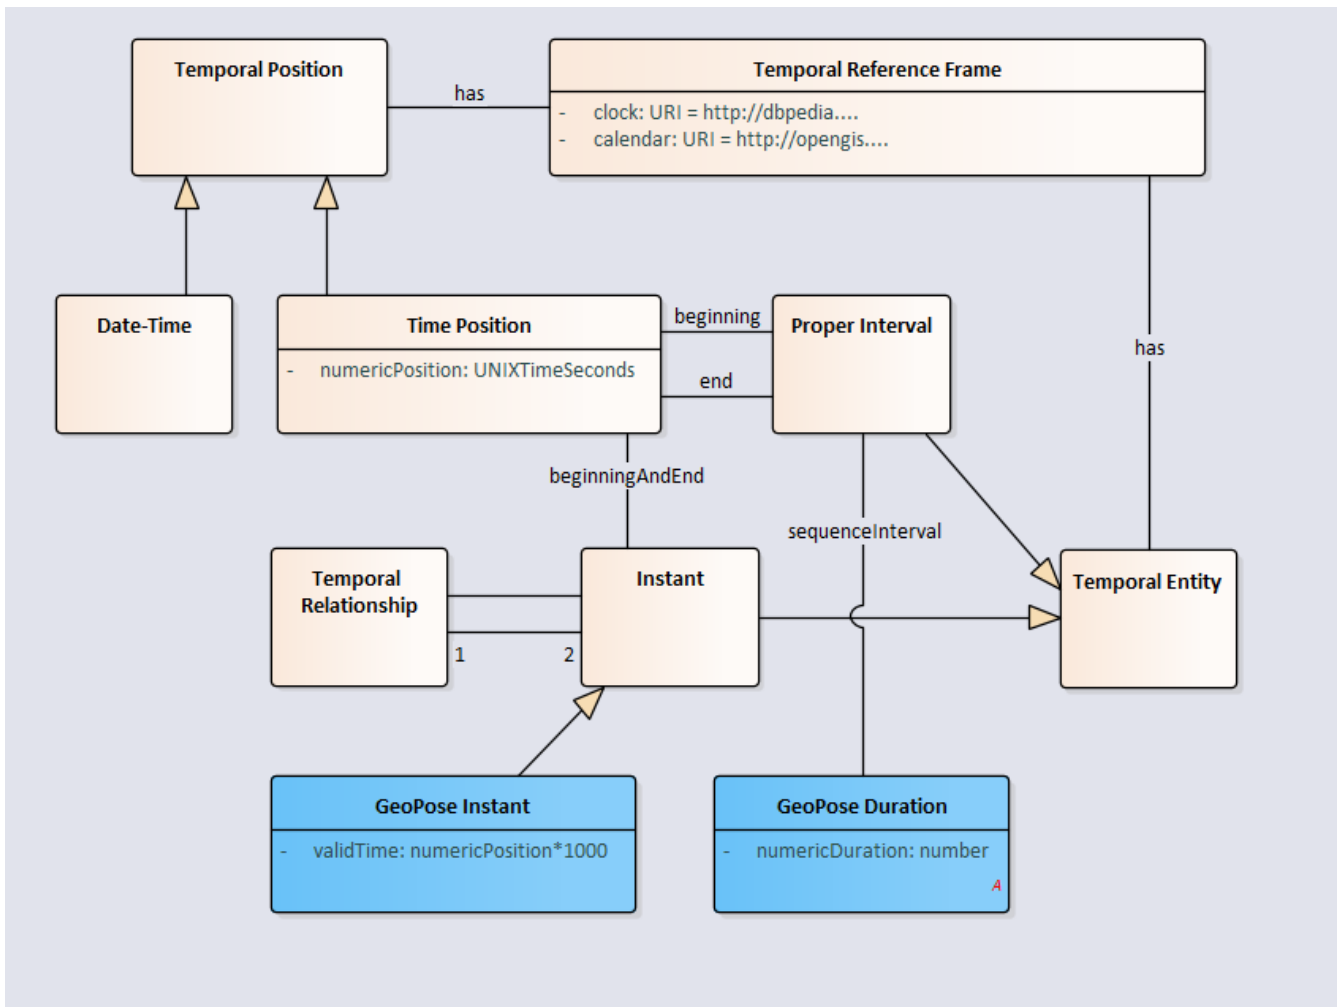 Temporal Position
has
Temporal Reference Frame
- clock: URI = http://dbpedia....
- calendar: URI = http://opengis....
Date-Time
Time Position
- numericPosition: UNIXTimeSeconds
beginning
end
Proper Interval
has
beginningAndEnd
sequenceInterval
Temporal
Relationship
1
2
Instant
Temporal Entity
GeoPose Instant
- validTime: numericPosition*1000
GeoPose Duration
- numericDuration: number
A